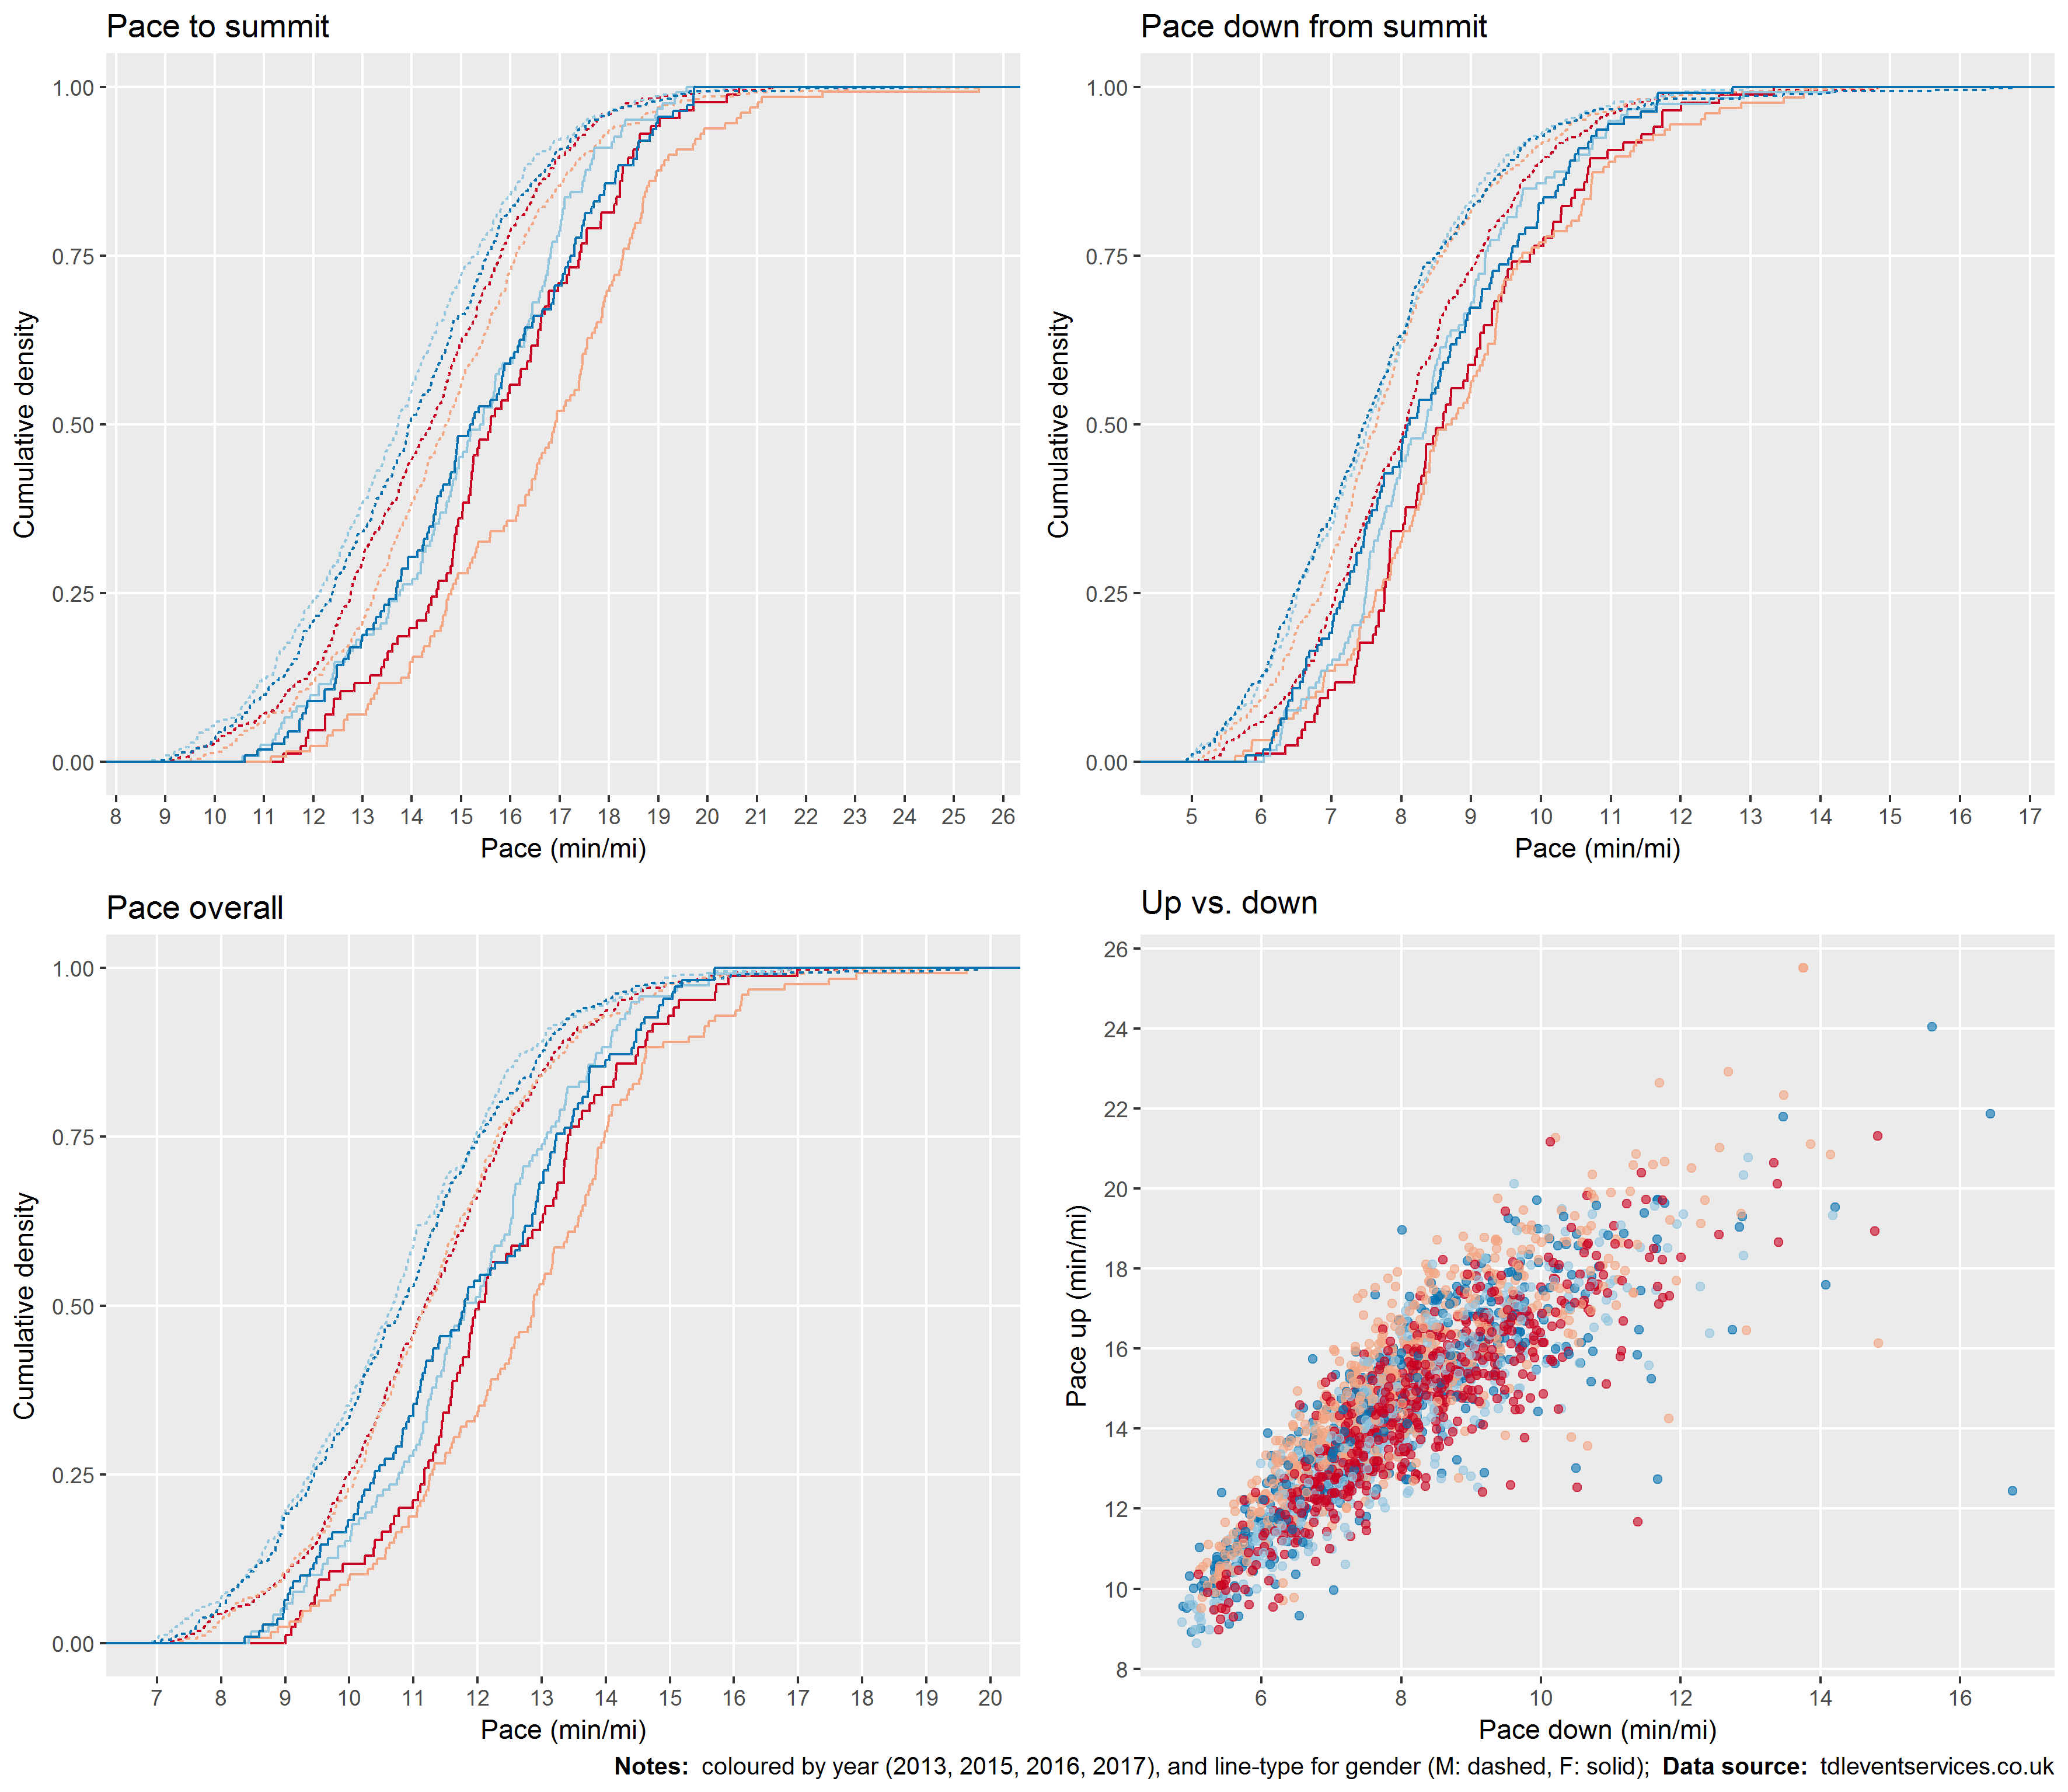 Pace to summit
Cumulative density
1.00
0.75
0.50
0.25
0.00
8 9 10 11 12 13 14 15 16 17 18 19 20 21 22 23 24 25 26
Pace (min/mi)
Pace down from summit
Cumulative density
1.00
0.75
0.50
0.25
0.00
5 6 7 8 9 10 11 12 13 14 15 16 17
Pace (min/mi)
Pace overall
Cumulative density
1.00
0.75
0.50
0.25
0.00
7 8 9 10 11 12 13 14 15 16 17 18 19 20
Pace (min/mi)
Up vs. down
Pace up (min/mi)
26
24
22
20
18
16
14
12
10
8
6 8 10 12 14 16
Pace down (min/mi)
Notes: coloured by year (2013, 2015, 2016, 2017), and line-type for gender (M: dashed, F: solid); Data source: tdleventservices.co.uk